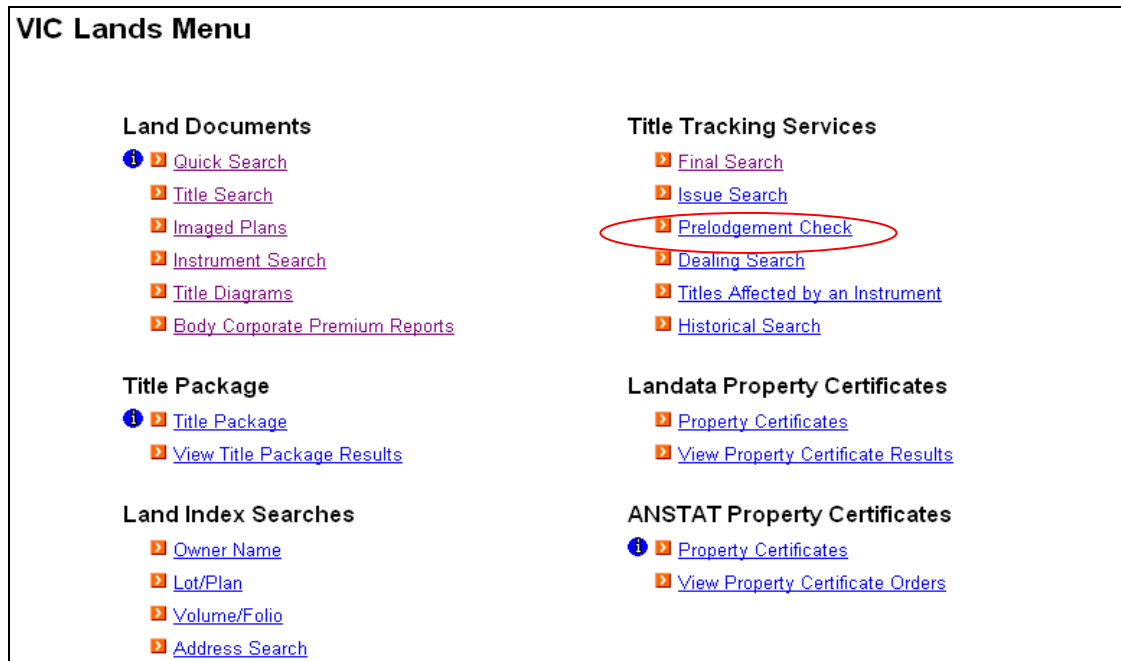 VIC Lands Menu
Land Documents
Quick Search
Title Search
Imaged Plans
Instrument Search
Title Diagrams
Body Corporate Premium Reports
Title Tracking Services
Final Search
Issue Search
Prelodgement Check
Dealing Search
Titles Affected by an Instrument
Historical Search
Title Package
Title Package
View Title Package Results
Landata Property Certificates
Property Certificates
View Property Certificate Results
Land Index Searches
Owner Name
Lot/Plan
Volume/Folio
Address Search
ANSTAT Property Certificates
Property Certificates
View Property Certificate Orders